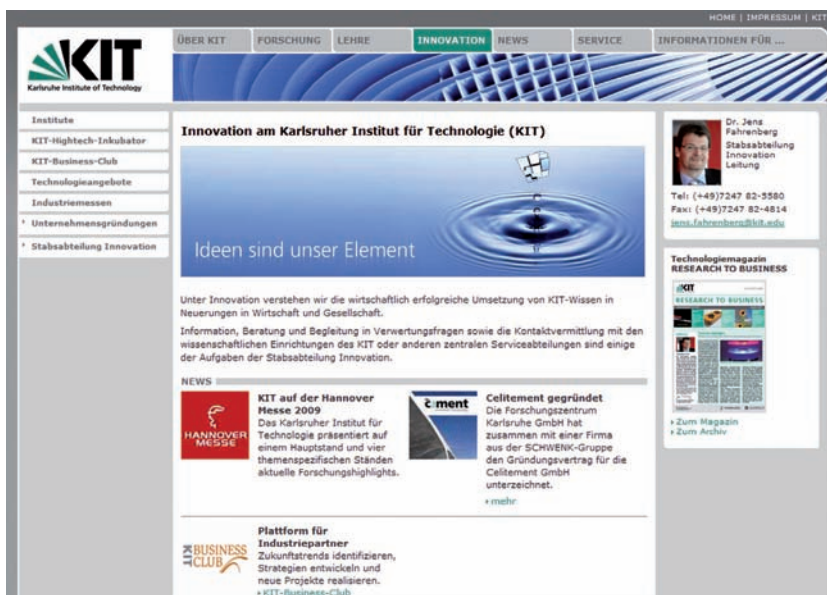 HOME | IMPRESSUM | KIT
ÜBER KIT
FORSCHUNG
LEHRE
INNOVATION
NEWS
SERVICE
INFORMATIONEN FÜR ...
KIT
Karlsruhe Institute of Technology
Institute
KIT-Hightech-Inkubator
KIT-Business-Club
Technologieangebote
Industriemessen
Unternehmensgründungen
Stabsabteilung Innovation
Innovation am Karlsruher Institut für Technologie (KIT)
Ideen sind unser Element
Unter Innovation verstehen wir die wirtschaftlich erfolgreiche Umsetzung von KIT-Wissen in
Neuerungen in Wirtschaft und Gesellschaft.
Information, Beratung und Begleitung in Verwertungsfragen sowie die Kontaktvermittlung mit den
wissenschaftlichen Einrichtungen des KIT oder anderen zentralen Serviceabteilungen sind einige
der Aufgaben der Stabsabteilung Innovation.
NEWS
HANNOVER
MESSE
KIT auf der Hannover
Messe 2009
Das Karlsruher Institut für
Technologie präsentiert auf
einem Hauptstand und vier
themenspezifischen Ständen
aktuelle Forschungshighlights.
Celitement gegründet
Die Forschungszentrum
Karlsruhe GmbH hat
zusammen mit einer Firma
aus der SCHWENK-Gruppe
den Gründungsvertrag für die
Celitement GmbH
unterzeichnet.
mehr
KIT BUSINESS
CLUB
Plattform für
Industriepartner
Zukunftstrends identifizieren,
Strategien entwickeln und
neue Projekte realisieren.
KIT-Business-Club
Dr. Jens
Fahrenberg
Stabsabteilung
Innovation
Leitung
Tel: (+49)7247 82-5580
Fax: (+49)7247 82-4814
jens.fahrenberg@kit.edu
Technologiemagazin
RESEARCH TO BUSINESS
KIT
RESEARCH TO BUSINESS
Zum Magazin
Zum Archiv